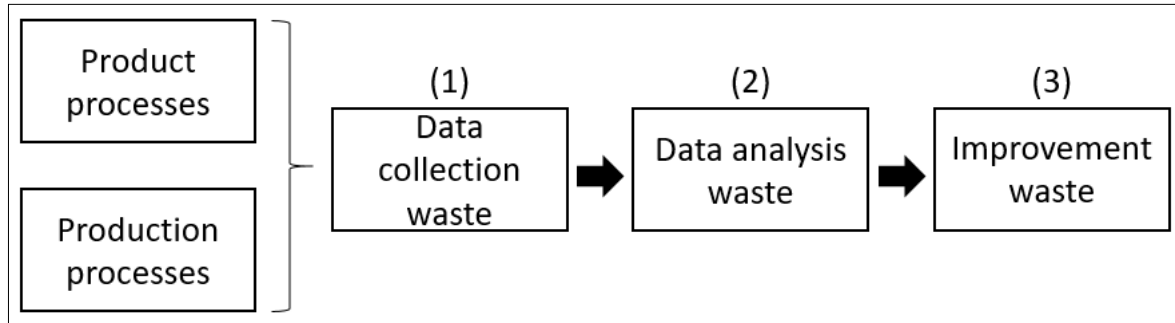 Product
processes
Production
processes
(1)
Data
collection
waste
(2)
Data analysis
waste
(3)
Improvement
waste